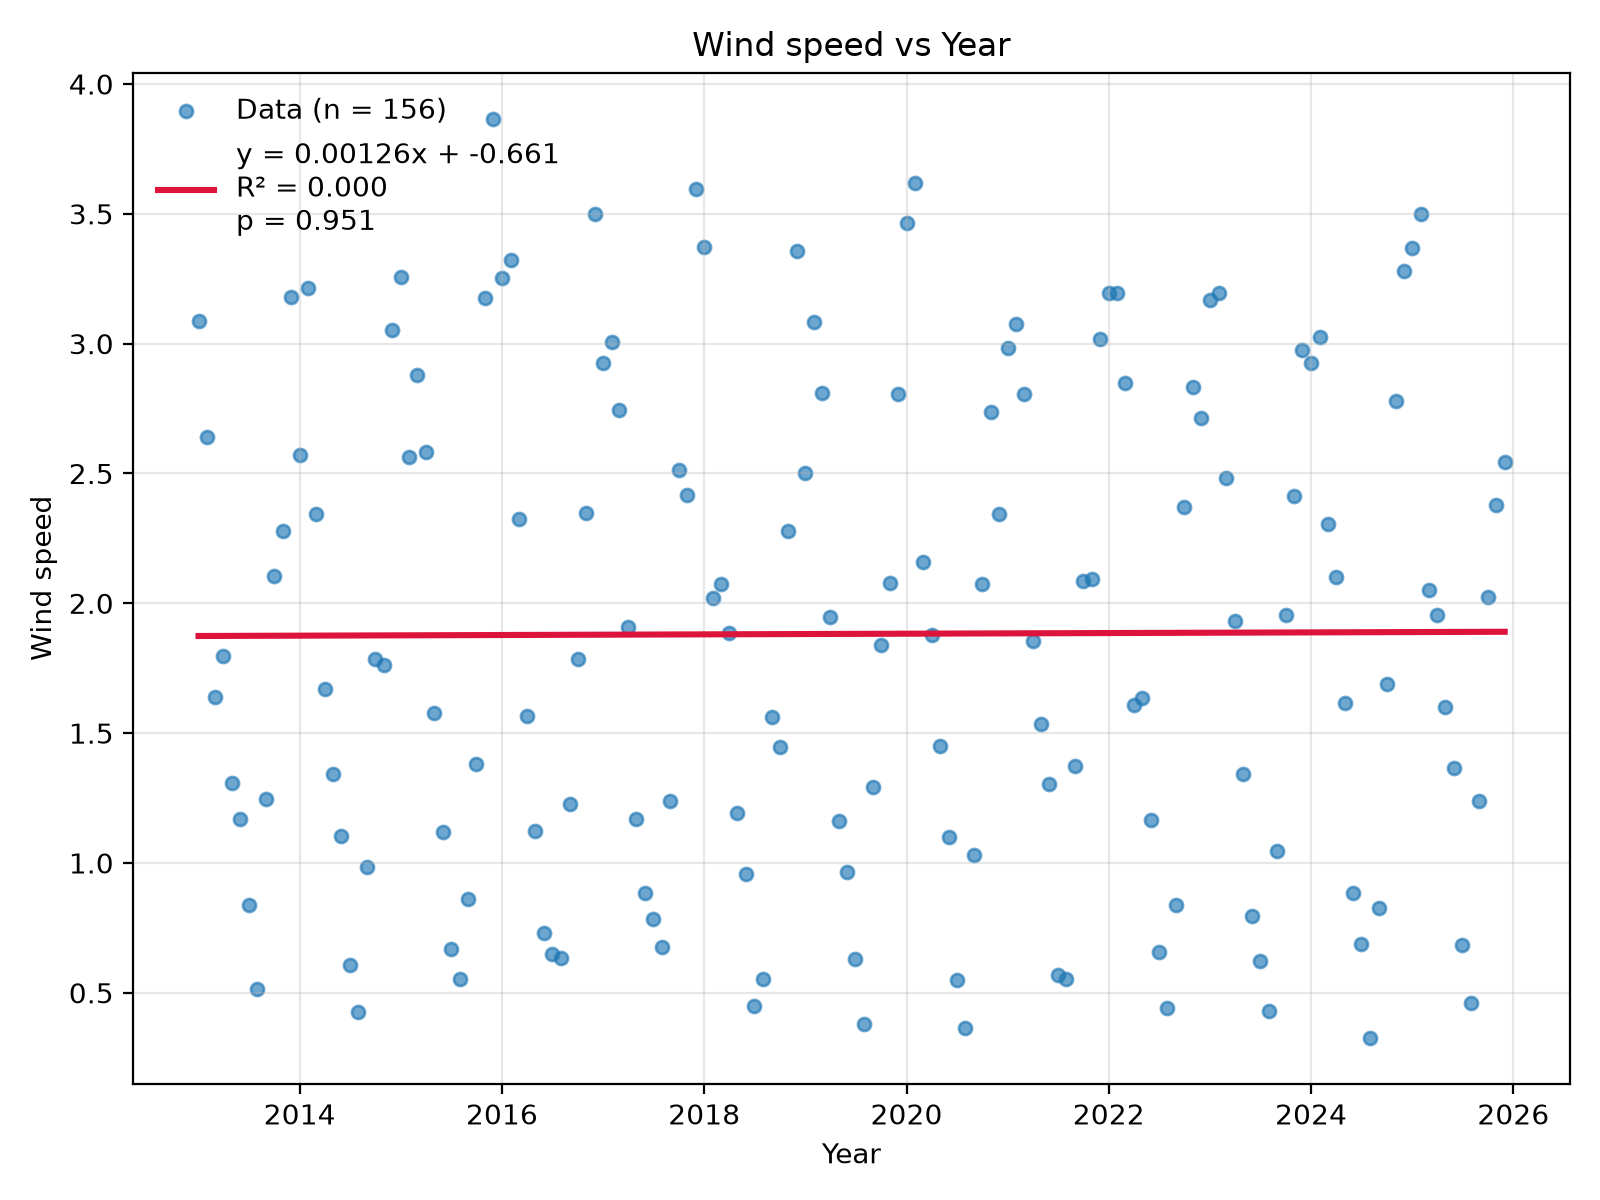 Wind speed vs Year
Data (n = 156)
y = 0.00126x + -0.661
R² = 0.000
p = 0.951
4.0
3.5
3.0
2.5
2.0
1.5
1.0
0.5
Wind speed
2014 2016 2018 2020 2022 2024 2026
Year